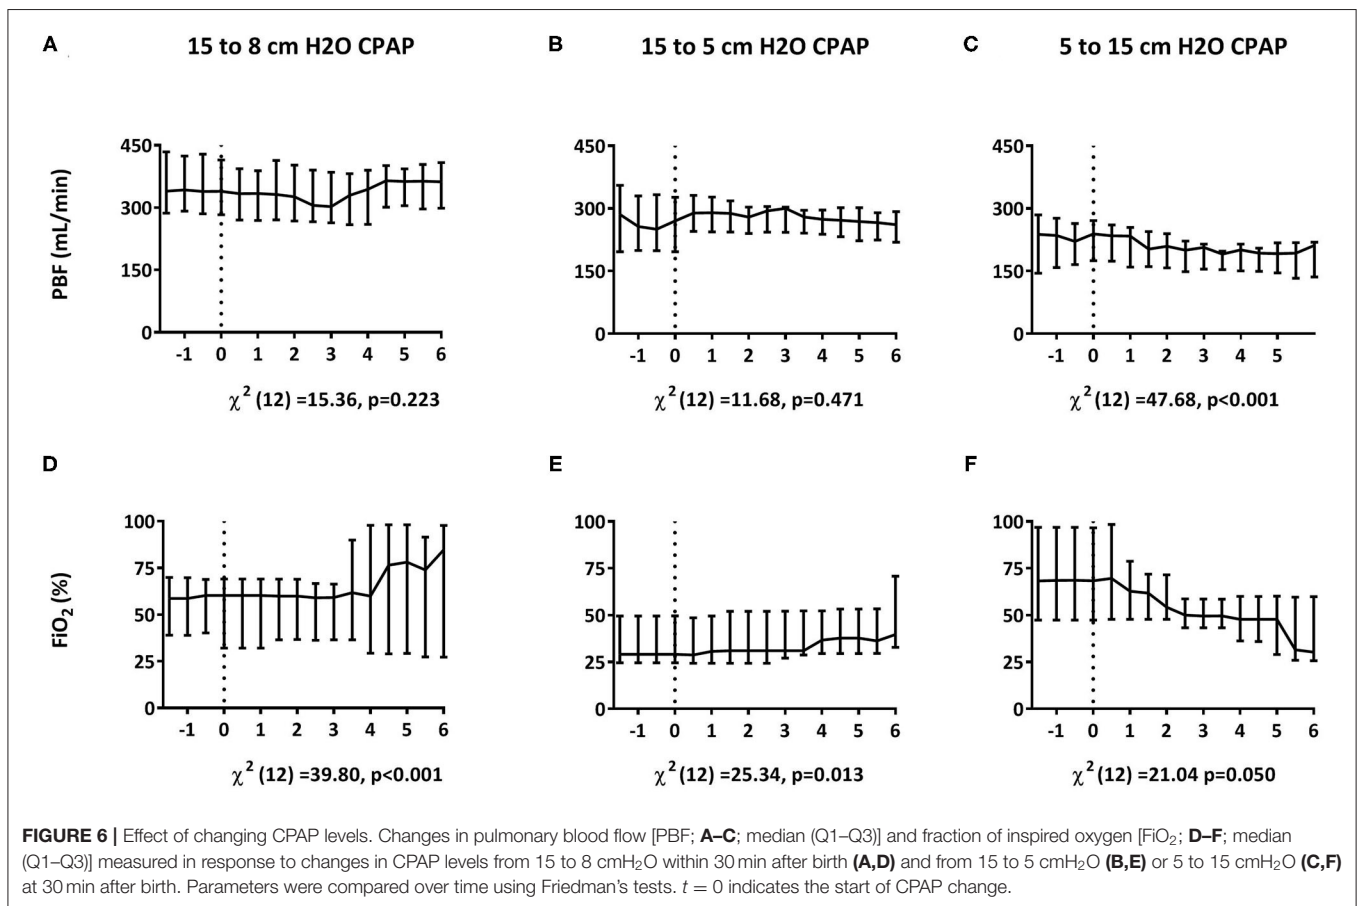 A 15 to 8 cm H2O CPAP B 15 to 5 cm H2O CPAP C 5 to 15 cm H2O CPAP
PBF (mL/min)
450
300
150
0
-1 0 1 2 3 4 5 6
χ² (12) =15.36, p=0.223
450
300
150
0
-1 0 1 2 3 4 5 6
χ² (12) =11.68, p=0.471
450
300
150
0
-1 0 1 2 3 4 5
χ² (12) =47.68, p<0.001
D E F
FiO₂ (%)
100
75
50
25
0
-1 0 1 2 3 4 5 6
χ² (12) =39.80, p<0.001
100
75
50
25
0
-1 0 1 2 3 4 5 6
χ² (12) =25.34, p=0.013
100
75
50
25
0
-1 0 1 2 3 4 5 6
χ² (12) =21.04 p=0.050
FIGURE 6 | Effect of changing CPAP levels. Changes in pulmonary blood flow [PBF; A–C; median (Q1–Q3)] and fraction of inspired oxygen [FiO₂; D–F; median
(Q1–Q3)] measured in response to changes in CPAP levels from 15 to 8 cmH₂O within 30 min after birth (A,D) and from 15 to 5 cmH₂O (B,E) or 5 to 15 cmH₂O (C,F)
at 30 min after birth. Parameters were compared over time using Friedman's tests. t = 0 indicates the start of CPAP change.